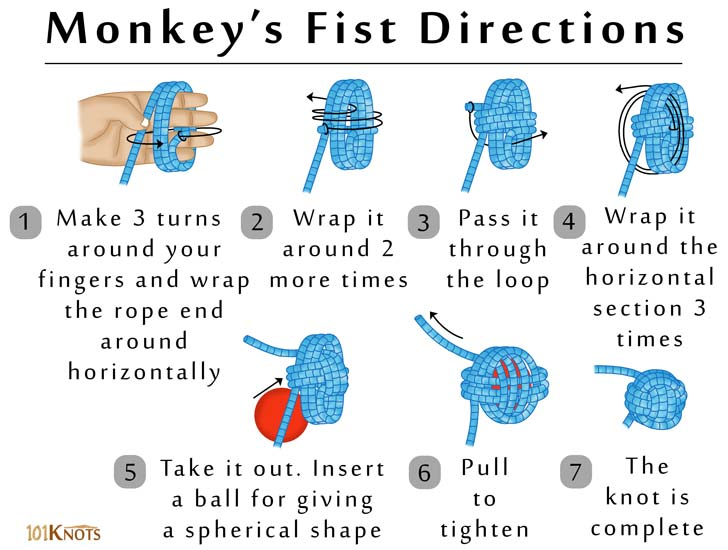 Monkey's Fist Directions
1 Make 3 turns
around your
fingers and wrap
the rope end
around
horizontally
2 Wrap it
around 2
more times
3 Pass it
through
the loop
4 Wrap it
around the
horizontal
section 3
times
5 Take it out. Insert
a ball for giving
a spherical shape
6 Pull
to
tighten
7 The
knot is
complete
101KNOTS